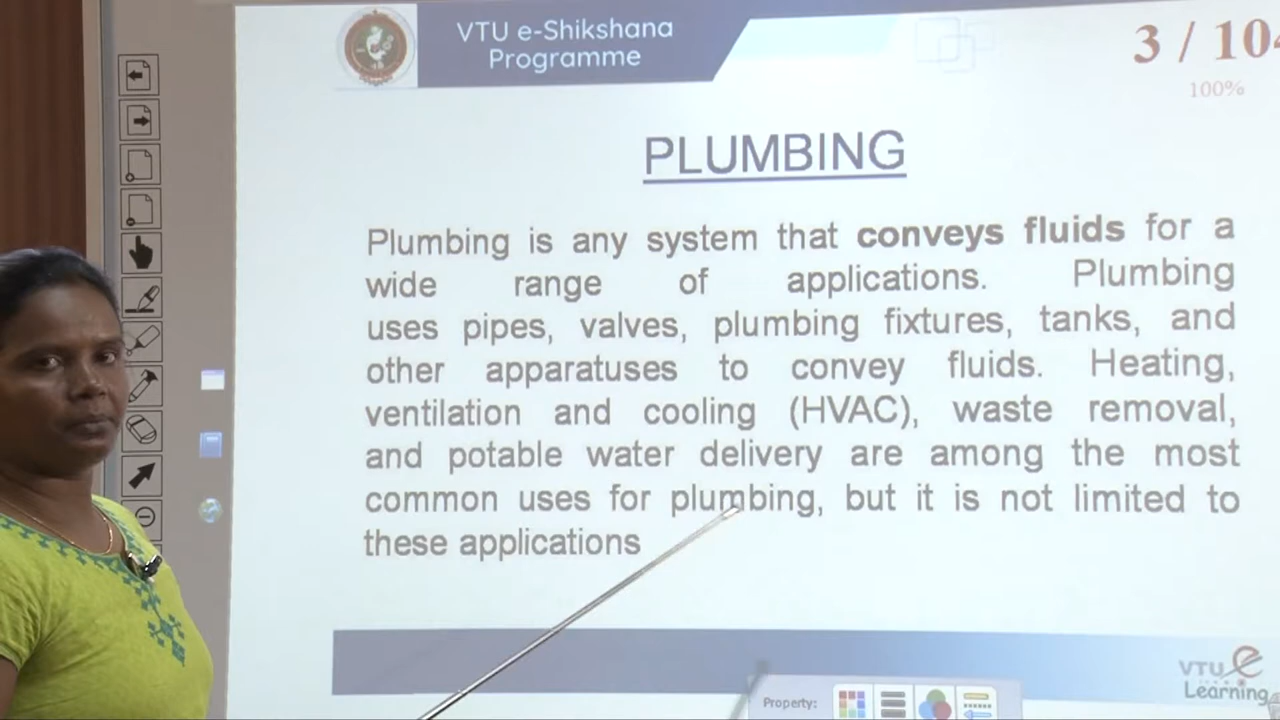 VTU e-Shikshana
Programme
3 / 104
100%
PLUMBING
Plumbing is any system that conveys fluids for a
wide range of applications. Plumbing
uses pipes, valves, plumbing fixtures, tanks, and
other apparatuses to convey fluids. Heating,
ventilation and cooling (HVAC), waste removal,
and potable water delivery are among the most
common uses for plumbing, but it is not limited to
these applications
VTU e
Learning
Property: